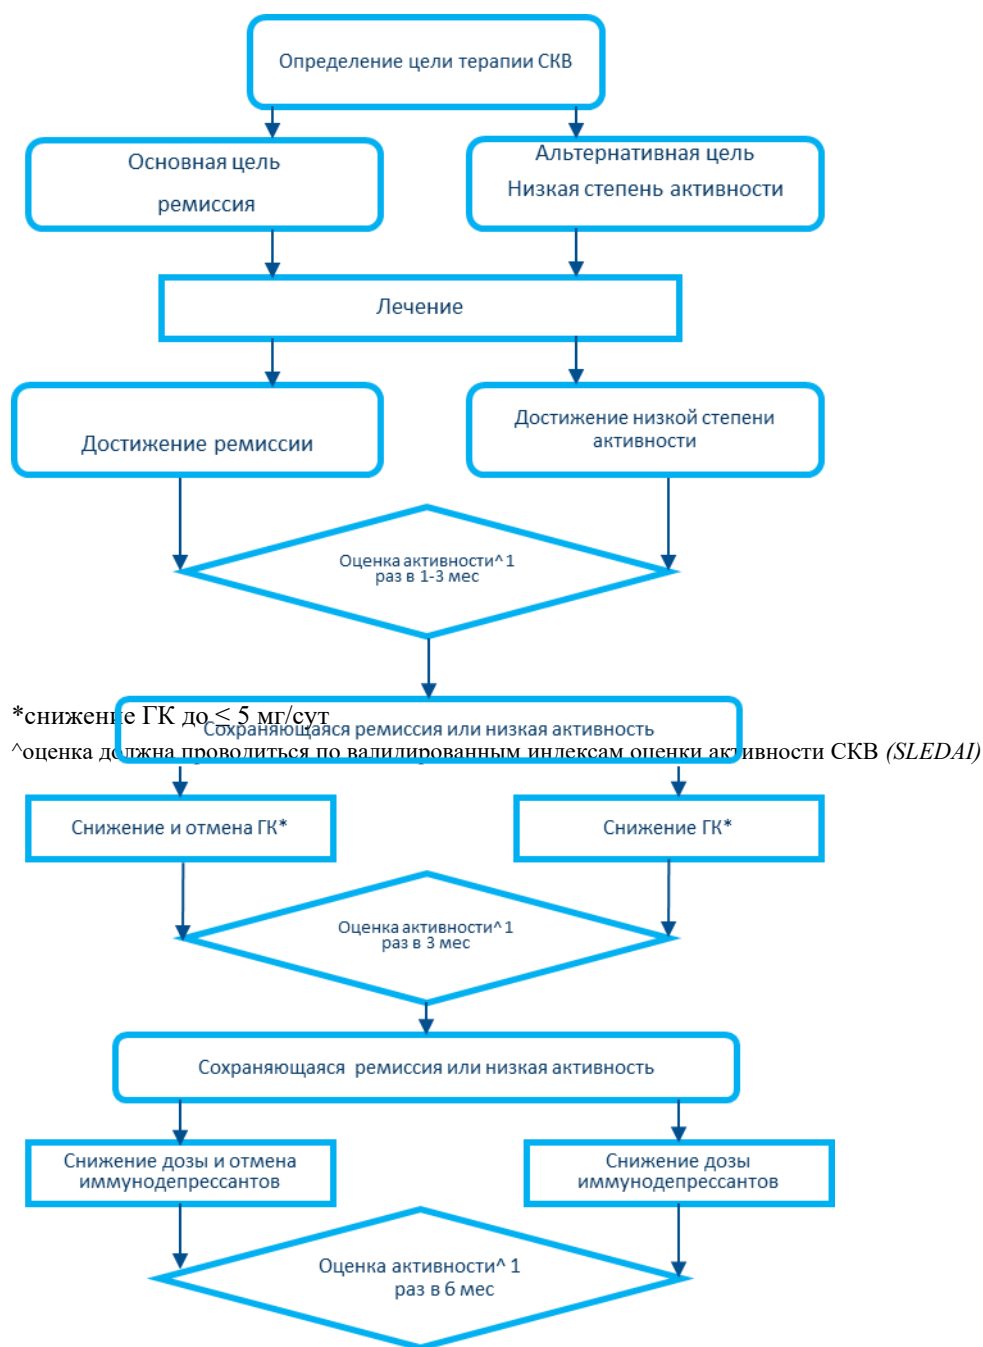 Определение цели терапии СКВ
Основная цель
ремиссия
Альтернативная цель
Низкая степень активности
Лечение
Достижение ремиссии
Достижение низкой степени
активности
Оценка активности^ 1
раз в 1-3 мес
*снижение ГК до ≤ 5 мг/сут
Сохраняющаяся ремиссия или низкая активность
^оценка должна проводиться по валидированным индексам оценки активности СКВ (SLEDAI)
Снижение и отмена ГК*
Снижение ГК*
Оценка активности^ 1
раз в 3 мес
Сохраняющаяся ремиссия или низкая активность
Снижение дозы и отмена
иммунодепрессантов
Снижение дозы
иммунодепрессантов
Оценка активности^ 1
раз в 6 мес